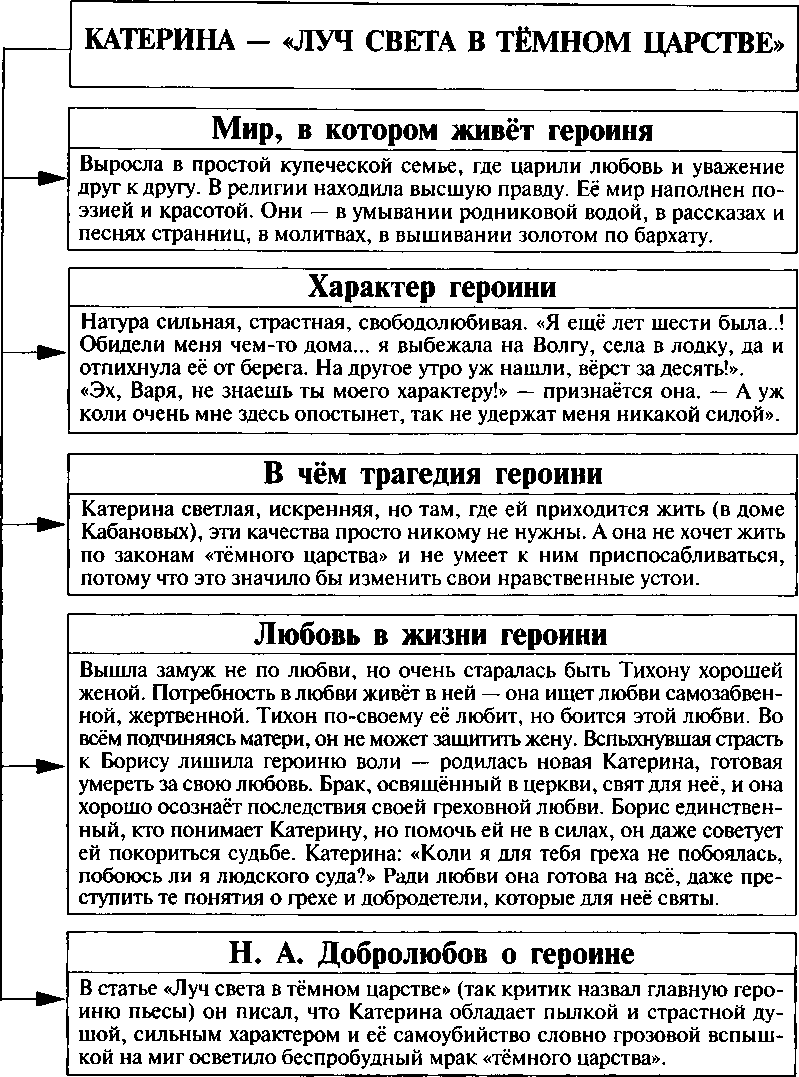 КАТЕРИНА — «ЛУЧ СВЕТА В ТЁМНОМ ЦАРСТВЕ»
Мир, в котором живёт героиня
Выросла в простой купеческой семье, где царили любовь и уважение
друг к другу. В религии находила высшую правду. Её мир наполнен по-
эзией и красотой. Они — в умывании родниковой водой, в рассказах и
песнях странниц, в молитвах, в вышивании золотом по бархату.
Характер героини
Натура сильная, страстная, свободолюбивая. «Я ещё лет шести была..!
Обидели меня чем-то дома... я выбежала на Волгу, села в лодку, да и
отпихнула её от берега. На другое утро уж нашли, вёрст за десять!».
«Эх, Варя, не знаешь ты моего характеру!» — признаётся она. — А уж
коли очень мне здесь опостынет, так не удержат меня никакой силой».
В чём трагедия героини
Катерина светлая, искренняя, но там, где ей приходится жить (в доме
Кабановых), эти качества просто никому не нужны. А она не хочет жить
по законам «тёмного царства» и не умеет к ним приспосабливаться,
потому что это значило бы изменить свои нравственные устои.
Любовь в жизни героини
Вышла замуж не по любви, но очень старалась быть Тихону хорошей
женой. Потребность в любви живёт в ней — она ищет любви самозабвен-
ной, жертвенной. Тихон по-своему её любит, но боится этой любви. Во
всём подчиняясь матери, он не может защитить жену. Вспыхнувшая страсть
к Борису лишила героиню воли — родилась новая Катерина, готовая
умереть за свою любовь. Брак, освящённый в церкви, свят для неё, и она
хорошо осознаёт последствия своей греховной любви. Борис единствен-
ный, кто понимает Катерину, но помочь ей не в силах, он даже советует
ей покориться судьбе. Катерина: «Коли я для тебя греха не побоялась,
побоюсь ли я людского суда?» Ради любви она готова на всё, даже пре-
ступить те понятия о грехе и добродетели, которые для неё святы.
Н. А. Добролюбов о героине
В статье «Луч света в тёмном царстве» (так критик назвал главную геро-
иню пьесы) он писал, что Катерина обладает пылкой и страстной ду-
шой, сильным характером и её самоубийство словно грозовой вспыш-
кой на миг осветило беспробудный мрак «тёмного царства».